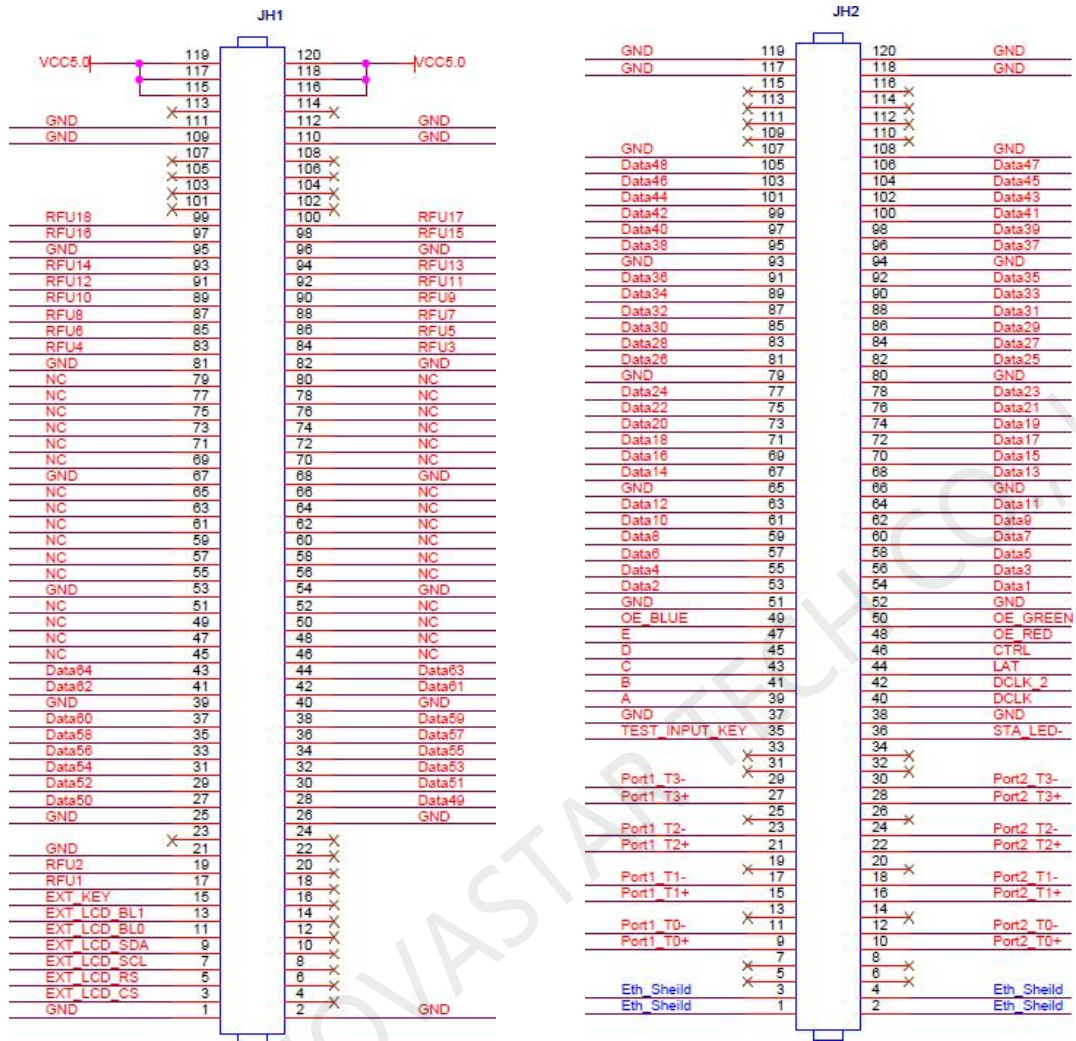 JH1
VCC5.0 119 120 VCC5.0
117 118
115 116
113 114
GND 111 112 GND
GND 109 110 GND
107 108
105 106
103 104
101 102
RFU18 99 100 RFU17
RFU16 97 98 RFU15
GND 95 96 GND
RFU14 93 94 RFU13
RFU12 91 92 RFU11
RFU10 89 90 RFU9
RFU8 87 88 RFU7
RFU6 85 86 RFU5
RFU4 83 84 RFU3
GND 81 82 GND
NC 79 80 NC
NC 77 78 NC
NC 75 76 NC
NC 73 74 NC
NC 71 72 NC
NC 69 70 NC
GND 67 68 GND
NC 65 66 NC
NC 63 64 NC
NC 61 62 NC
NC 59 60 NC
NC 57 58 NC
NC 55 56 NC
GND 53 54 GND
NC 51 52 NC
NC 49 50 NC
NC 47 48 NC
NC 45 46 NC
Data64 43 44 Data63
Data62 41 42 Data61
GND 39 40 GND
Data60 37 38 Data59
Data58 35 36 Data57
Data56 33 34 Data55
Data54 31 32 Data53
Data52 29 30 Data51
Data50 27 28 Data49
GND 25 26 GND
23 24
GND 21 22
RFU2 19 20
RFU1 17 18
EXT_KEY 15 16
EXT_LCD_BL1 13 14
EXT_LCD_BL0 11 12
EXT_LCD_SDA 9 10
EXT_LCD_SCL 7 8
EXT_LCD_RS 5 6
EXT_LCD_CS 3 4
GND 1 2 GND
JH2
GND 119 120 GND
GND 117 118 GND
115 116
113 114
111 112
109 110
GND 107 108 GND
Data48 105 106 Data47
Data46 103 104 Data45
Data44 101 102 Data43
Data42 99 100 Data41
Data40 97 98 Data39
Data38 95 96 Data37
GND 93 94 GND
Data36 91 92 Data35
Data34 89 90 Data33
Data32 87 88 Data31
Data30 85 86 Data29
Data28 83 84 Data27
Data26 81 82 Data25
GND 79 80 GND
Data24 77 78 Data23
Data22 75 76 Data21
Data20 73 74 Data19
Data18 71 72 Data17
Data16 69 70 Data15
Data14 67 68 Data13
GND 65 66 GND
Data12 63 64 Data11
Data10 61 62 Data9
Data8 59 60 Data7
Data6 57 58 Data5
Data4 55 56 Data3
Data2 53 54 Data1
GND 51 52 GND
OE_BLUE 49 50 OE_GREEN
E 47 48 OE_RED
D 45 46 CTRL
C 43 44 LAT
B 41 42 DCLK_2
A 39 40 DCLK
GND 37 38 GND
TEST_INPUT_KEY 35 36 STA_LED-
33 34
31 32
Port1_T3- 29 30 Port2_T3-
Port1_T3+ 27 28 Port2_T3+
25 26
Port1_T2- 23 24 Port2_T2-
Port1_T2+ 21 22 Port2_T2+
19 20
Port1_T1- 17 18 Port2_T1-
Port1_T1+ 15 16 Port2_T1+
13 14
Port1_T0- 11 12 Port2_T0-
Port1_T0+ 9 10 Port2_T0+
7 8
5 6
Eth_Sheild 3 4 Eth_Sheild
Eth_Sheild 1 2 Eth_Sheild
NOVASTAR TECH CO.,